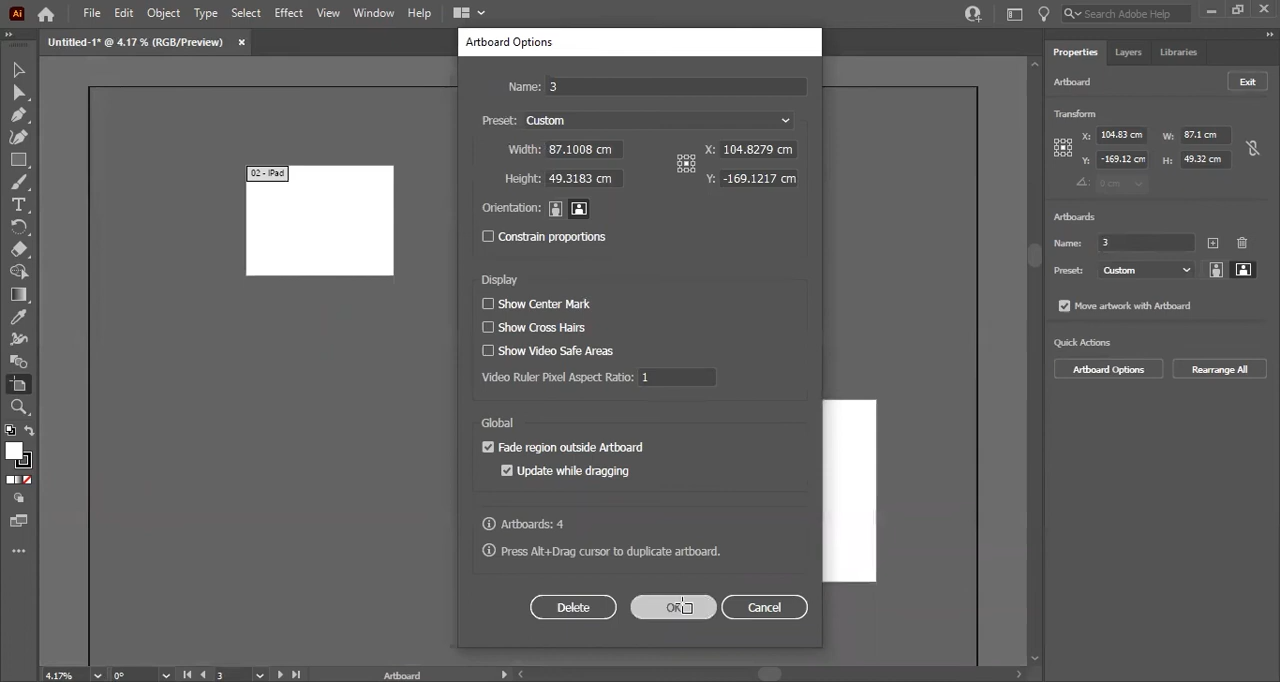 Ai File Edit Object Type Select Effect View Window Help Search Adobe Help
Untitled-1* @ 4.17 % (RGB/Preview) ×
Artboard Options
Name: 3
Preset: Custom
Width: 87.1008 cm X: 104.8279 cm
Height: 49.3183 cm Y: -169.1217 cm
Orientation:
Constrain proportions
Display
Show Center Mark
Show Cross Hairs
Show Video Safe Areas
Video Ruler Pixel Aspect Ratio: 1
Global
Fade region outside Artboard
Update while dragging
Artboards: 4
Press Alt+Drag cursor to duplicate artboard.
Delete OK Cancel
02 - iPad
Properties Layers Libraries
Artboard Exit
Transform
X: 104.83 cm W: 87.1 cm
Y: -169.12 cm H: 49.32 cm
0 cm
Artboards
Name: 3
Preset: Custom
Move artwork with Artboard
Quick Actions
Artboard Options Rearrange All
4.17% 0° 3 Artboard